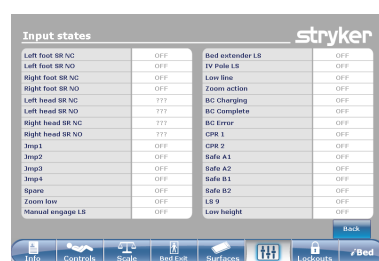 Input states
stryker
Left foot SR NC OFF
Left foot SR NO OFF
Right foot SR NC OFF
Right foot SR NO OFF
Left head SR NC ???
Left head SR NO ???
Right head SR NC ???
Right head SR NO ???
Jmp1 OFF
Jmp2 OFF
Jmp3 OFF
Jmp4 OFF
Spare OFF
Zoom low OFF
Manual engage LS OFF
Bed extender LS OFF
IV Pole LS OFF
Low line OFF
Zoom action OFF
BC Charging OFF
BC Complete OFF
BC Error OFF
CPR 1 OFF
CPR 2 OFF
Safe A1 OFF
Safe A2 OFF
Safe B1 OFF
Safe B2 OFF
LS 9 OFF
Low height OFF
Back
Info Controls Scale Bed Exit Surfaces Lockouts iBed